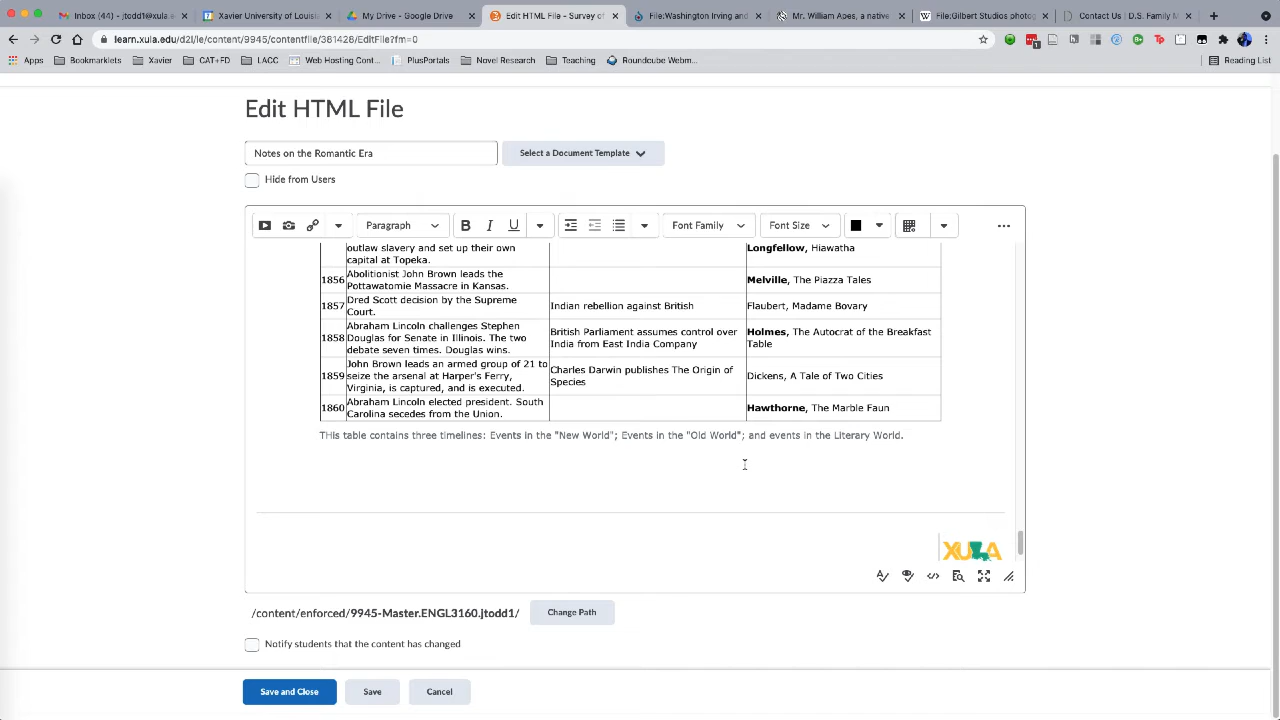 Inbox (44) - jtodd1@xula.e
Xavier University of Louisia
My Drive - Google Drive
Edit HTML File - Survey of
File:Washington Irving and
Mr. William Apes, a native
File:Gilbert Studios photog
Contact Us | D.S. Family M
learn.xula.edu/d2l/le/content/9945/contentfile/381428/EditFile?fm=0
Apps
Bookmarklets
Xavier
CAT+FD
LACC
Web Hosting Cont...
PlusPortals
Novel Research
Teaching
Roundcube Webm...
Reading List
Edit HTML File
Notes on the Romantic Era
Select a Document Template
Hide from Users
Paragraph
B I U
Font Family
Font Size
outlaw slavery and set up their own
capital at Topeka.
Longfellow, Hiawatha
1856
Abolitionist John Brown leads the
Pottawatomie Massacre in Kansas.
Melville, The Piazza Tales
1857
Dred Scott decision by the Supreme
Court.
Indian rebellion against British
Flaubert, Madame Bovary
1858
Abraham Lincoln challenges Stephen
Douglas for Senate in Illinois. The two
debate seven times. Douglas wins.
British Parliament assumes control over
India from East India Company
Holmes, The Autocrat of the Breakfast
Table
1859
John Brown leads an armed group of 21 to
seize the arsenal at Harper's Ferry,
Virginia, is captured, and is executed.
Charles Darwin publishes The Origin of
Species
Dickens, A Tale of Two Cities
1860
Abraham Lincoln elected president. South
Carolina secedes from the Union.
Hawthorne, The Marble Faun
THis table contains three timelines: Events in the "New World"; Events in the "Old World"; and events in the Literary World.
XULA
/content/enforced/9945-Master.ENGL3160.jtodd1/
Change Path
Notify students that the content has changed
Save and Close
Save
Cancel